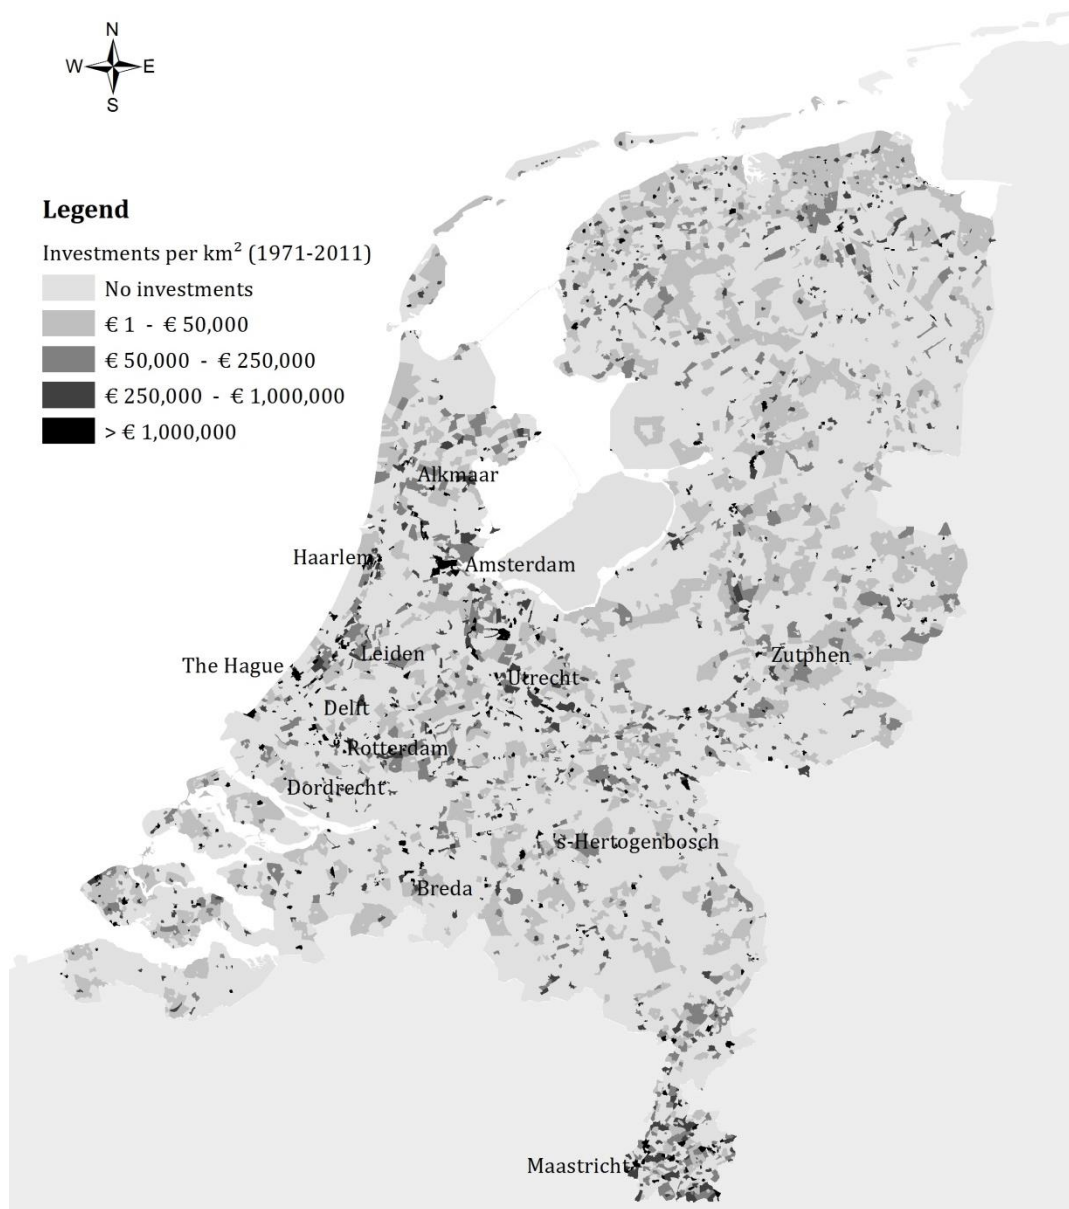 N
W E
S
Legend
Investments per km² (1971-2011)
No investments
€ 1 - € 50,000
€ 50,000 - € 250,000
€ 250,000 - € 1,000,000
> € 1,000,000
Alkmaar
Haarlem
Amsterdam
The Hague
Leiden
Utrecht
Zutphen
Delft
Rotterdam
Dordrecht
's-Hertogenbosch
Breda
Maastricht